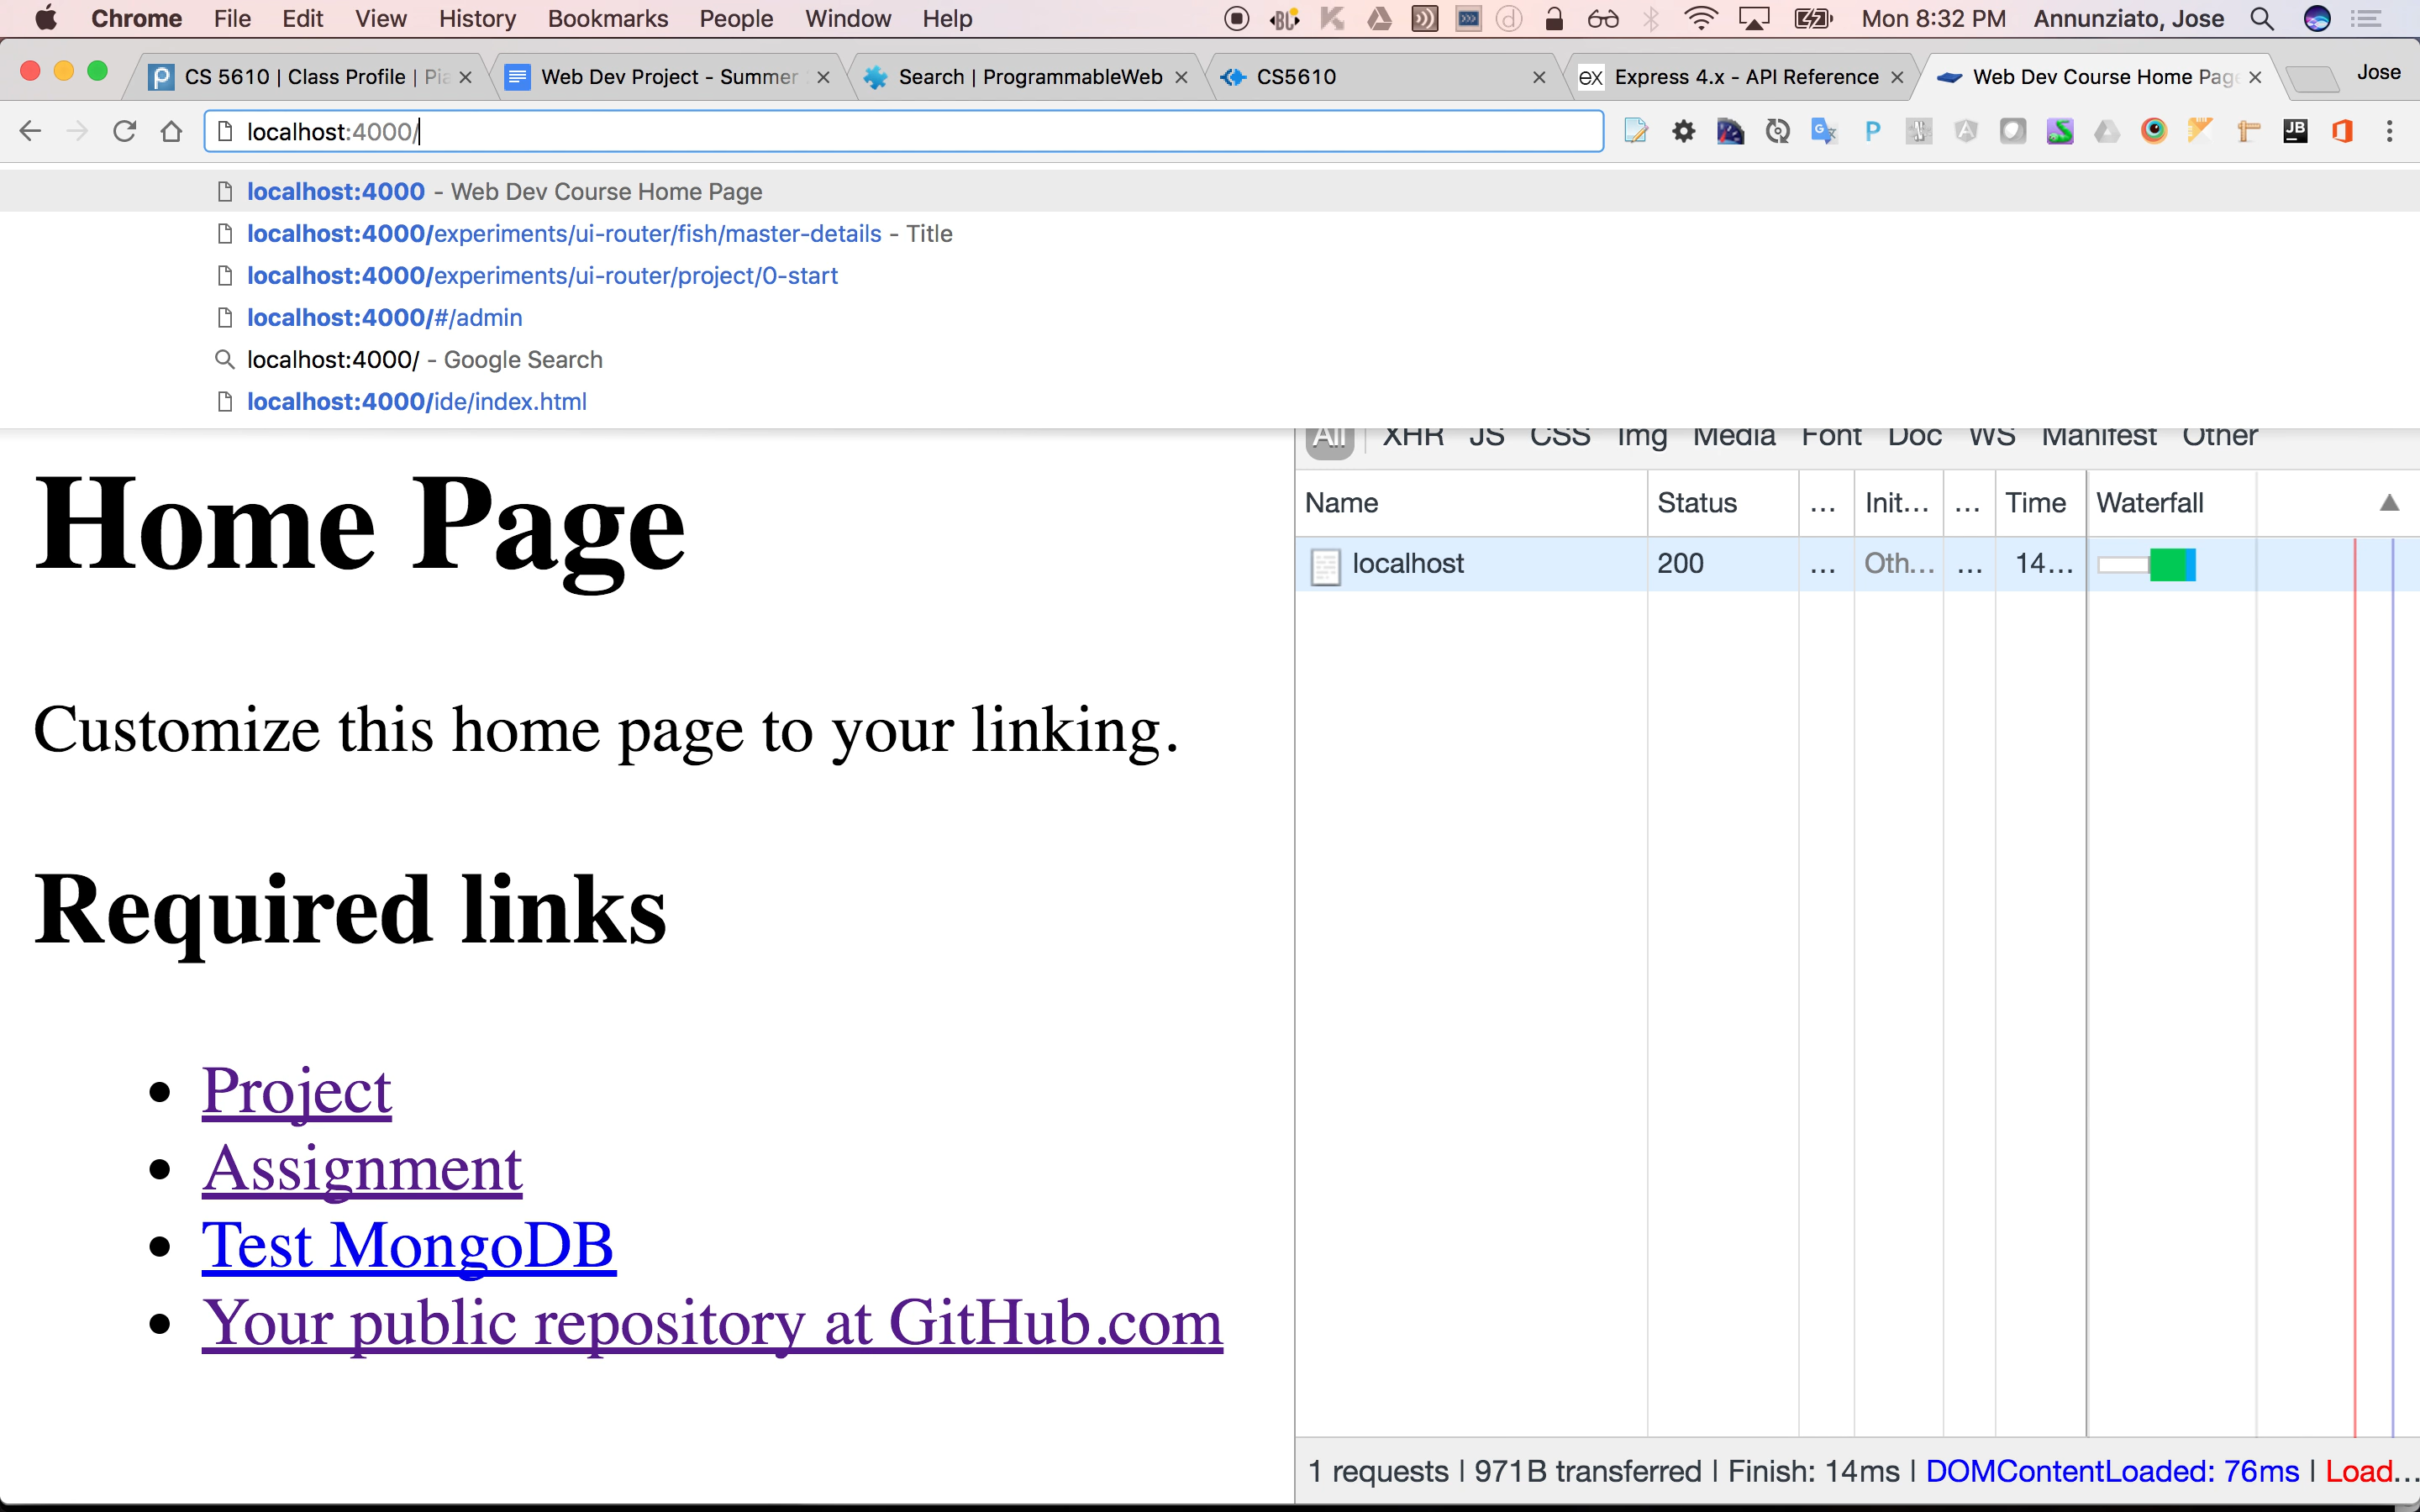 Chrome File Edit View History Bookmarks People Window Help Mon 8:32 PM Annunziato, Jose
CS 5610 | Class Profile | Pia Web Dev Project - Summer Search | ProgrammableWeb CS5610 ex Express 4.x - API Reference Web Dev Course Home Page Jose
localhost:4000/
localhost:4000 - Web Dev Course Home Page
localhost:4000/experiments/ui-router/fish/master-details - Title
localhost:4000/experiments/ui-router/project/0-start
localhost:4000/#/admin
localhost:4000/ - Google Search
localhost:4000/ide/index.html
All XHR JS CSS Img Media Font Doc WS Manifest Other
Name Status ... Init... ... Time Waterfall
localhost 200 ... Oth... ... 14...
Home Page
Customize this home page to your linking.
Required links
Project
Assignment
Test MongoDB
Your public repository at GitHub.com
1 requests | 971B transferred | Finish: 14ms | DOMContentLoaded: 76ms | Load...